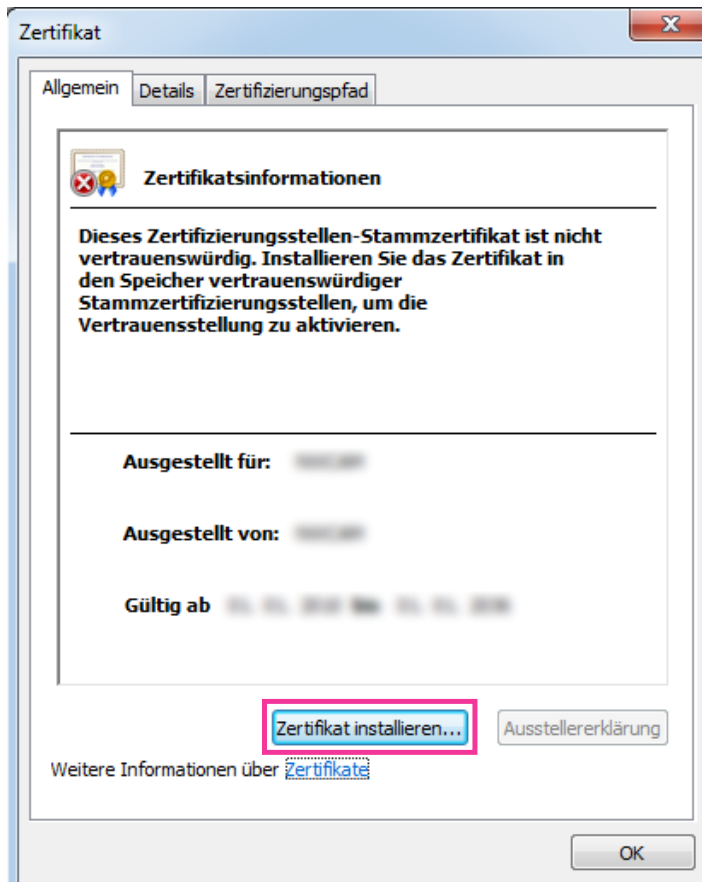 Zertifikat
Allgemein Details Zertifizierungspfad
Zertifikatsinformationen
Dieses Zertifizierungsstellen-Stammzertifikat ist nicht
vertrauenswürdig. Installieren Sie das Zertifikat in
den Speicher vertrauenswürdiger
Stammzertifizierungsstellen, um die
Vertrauensstellung zu aktivieren.
Ausgestellt für:
Ausgestellt von:
Gültig ab
Zertifikat installieren... Ausstellererklärung
Weitere Informationen über Zertifikate
OK